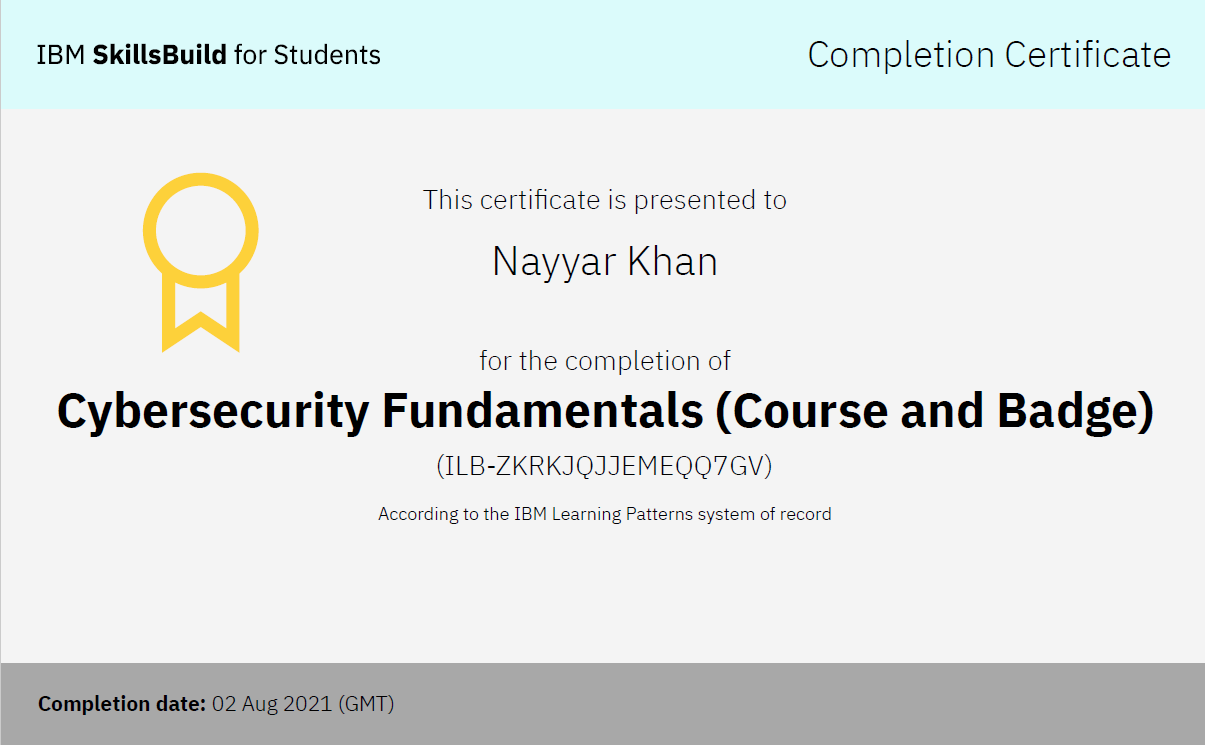 IBM SkillsBuild for Students
Completion Certificate
This certificate is presented to
Nayyar Khan
for the completion of
Cybersecurity Fundamentals (Course and Badge)
(ILB-ZKRKJQJJEMEQQ7GV)
According to the IBM Learning Patterns system of record
Completion date: 02 Aug 2021 (GMT)